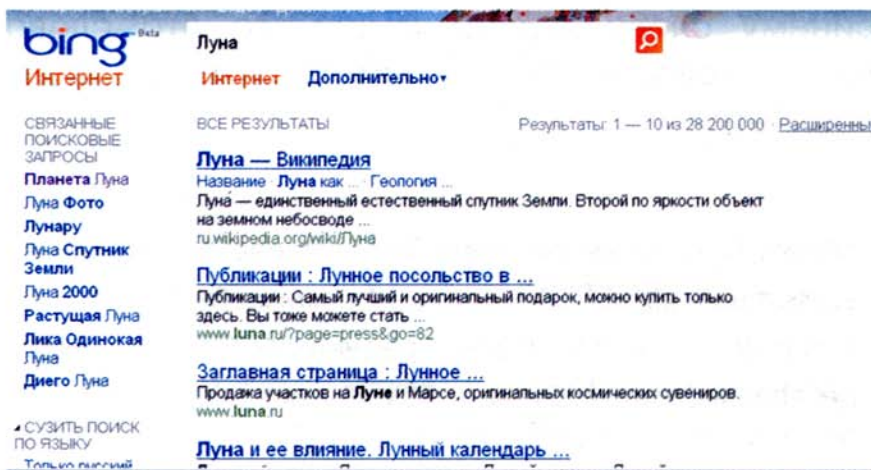 bing Beta
Луна
Интернет
Интернет Дополнительно
СВЯЗАННЫЕ
ПОИСКОВЫЕ
ЗАПРОСЫ
Планета Луна
Луна Фото
Лунару
Луна Спутник
Земли
Луна 2000
Растущая Луна
Лика Одинокая
Луна
Диего Луна
СУЗИТЬ ПОИСК
ПО ЯЗЫКУ
Только русский
ВСЕ РЕЗУЛЬТАТЫ Результаты: 1 — 10 из 28 200 000 · Расширенны
Луна — Википедия
Название · Луна как ... · Геология ...
Луна́ — единственный естественный спутник Земли. Второй по яркости объект
на земном небосводе ...
ru.wikipedia.org/wiki/Луна
Публикации : Лунное посольство в ...
Публикации : Самый лучший и оригинальный подарок, можно купить только
здесь. Вы тоже можете стать ...
www.luna.ru/?page=press&go=82
Заглавная страница : Лунное ...
Продажа участков на Луне и Марсе, оригинальных космических сувениров.
www.luna.ru
Луна и ее влияние. Лунный календарь ...